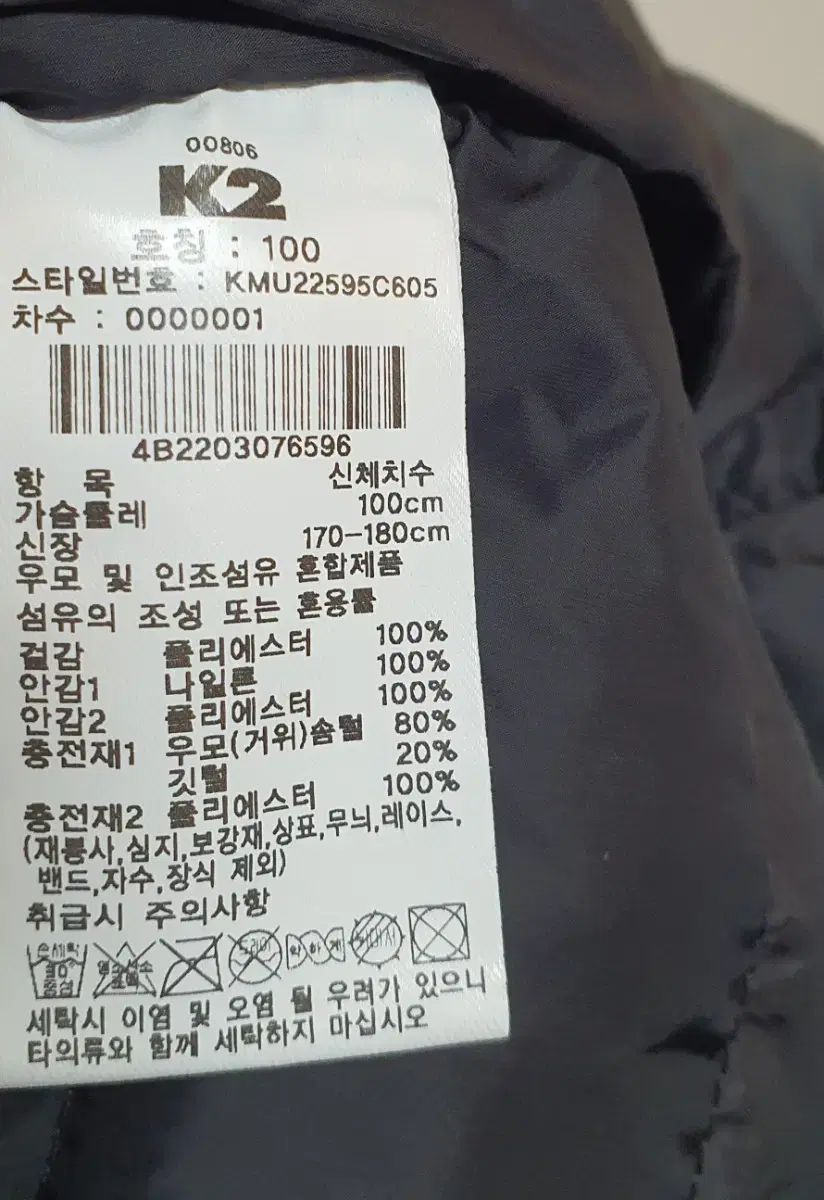 00806
K2
호칭 : 100
스타일번호 : KMU22595C605
차수 : 0000001
4B2203076596
항 목 신체치수
가슴둘레 100cm
신장 170-180cm
우모 및 인조섬유 혼합제품
섬유의 조성 또는 혼용률
겉감 폴리에스터 100%
안감1 나일론 100%
안감2 폴리에스터 100%
충전재1 우모(거위)솜털 80%
깃털 20%
충전재2 폴리에스터 100%
(재봉사,심지,보강재,상표,무늬,레이스,
밴드,자수,장식 제외)
취급시 주의사항
손세탁 약하게
중성
세탁시 이염 및 오염 될 우려가 있으니
타의류와 함께 세탁하지 마십시오